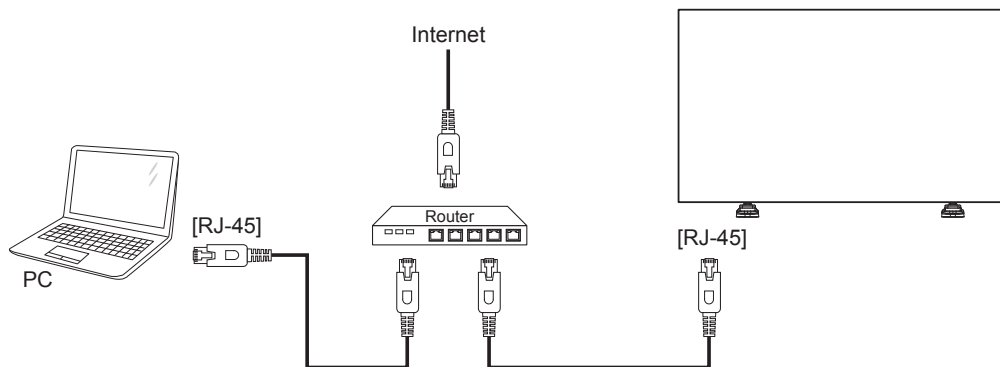 Internet
Router
[RJ-45]
[RJ-45]
PC